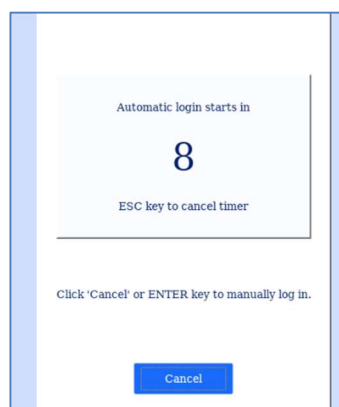 Automatic login starts in
8
ESC key to cancel timer
Click 'Cancel' or ENTER key to manually log in.
Cancel